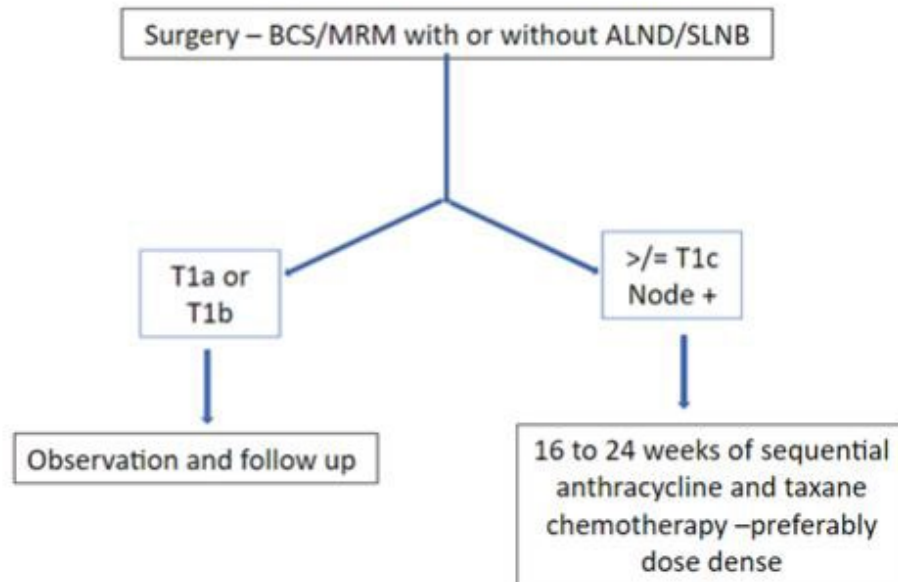 Surgery – BCS/MRM with or without ALND/SLNB
T1a or
T1b
>/= T1c
Node +
Observation and follow up
16 to 24 weeks of sequential
anthracycline and taxane
chemotherapy –preferably
dose dense